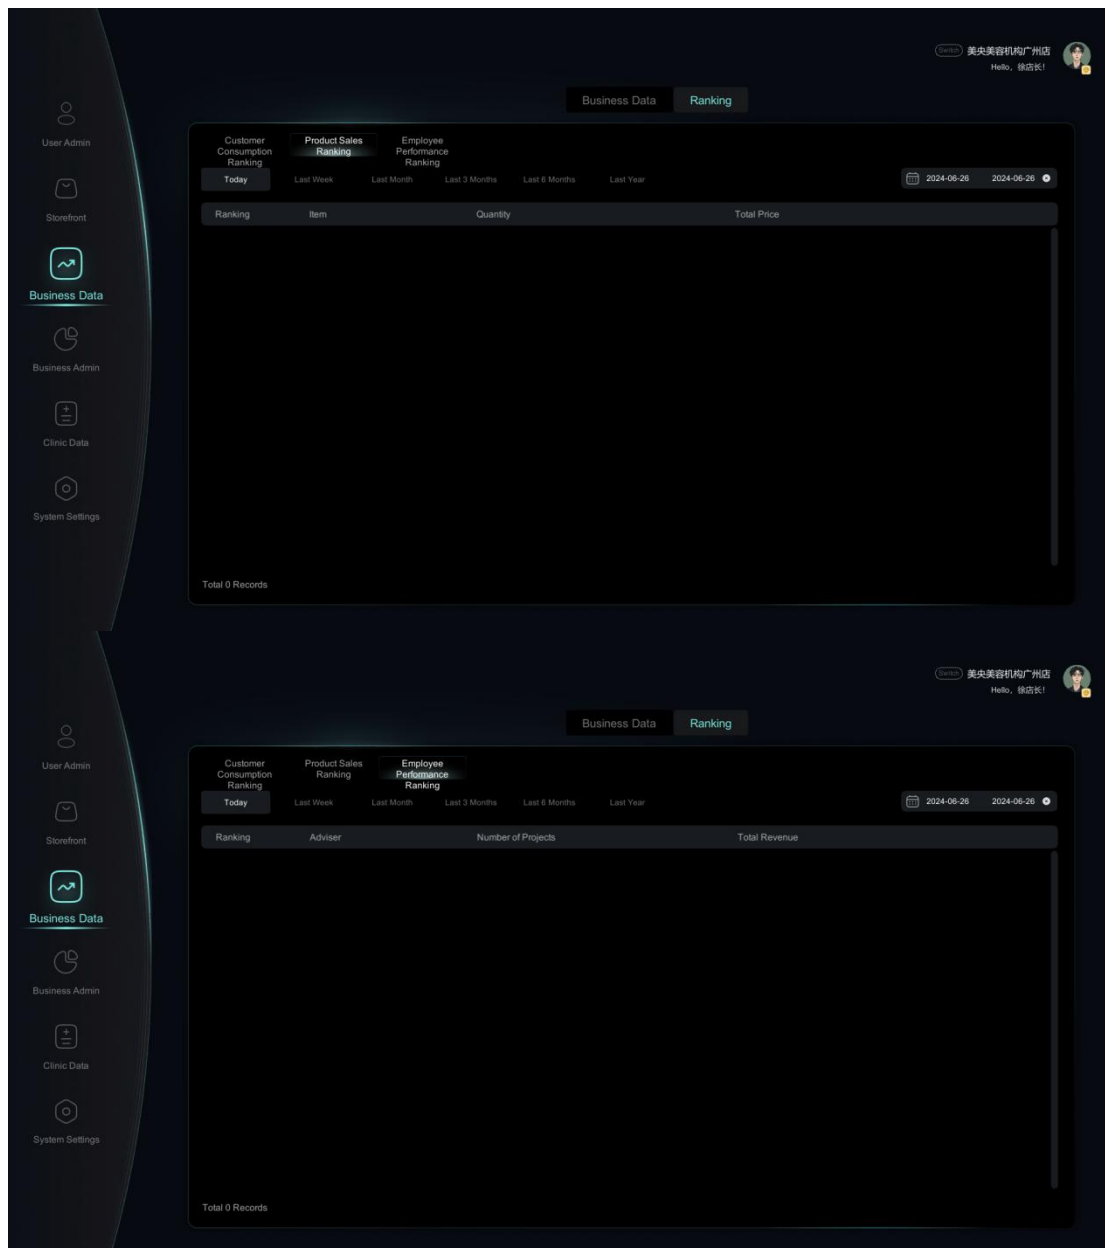 Switch 美央美容机构广州店
Hello, 徐店长!
Business Data Ranking
User Admin
Storefront
Business Data
Business Admin
Clinic Data
System Settings
Customer Consumption Ranking
Product Sales Ranking
Employee Performance Ranking
Today Last Week Last Month Last 3 Months Last 6 Months Last Year 2024-06-26 2024-06-26
Ranking Item Quantity Total Price
Total 0 Records
Switch 美央美容机构广州店
Hello, 徐店长!
Business Data Ranking
User Admin
Storefront
Business Data
Business Admin
Clinic Data
System Settings
Customer Consumption Ranking
Product Sales Ranking
Employee Performance Ranking
Today Last Week Last Month Last 3 Months Last 6 Months Last Year 2024-06-26 2024-06-26
Ranking Adviser Number of Projects Total Revenue
Total 0 Records